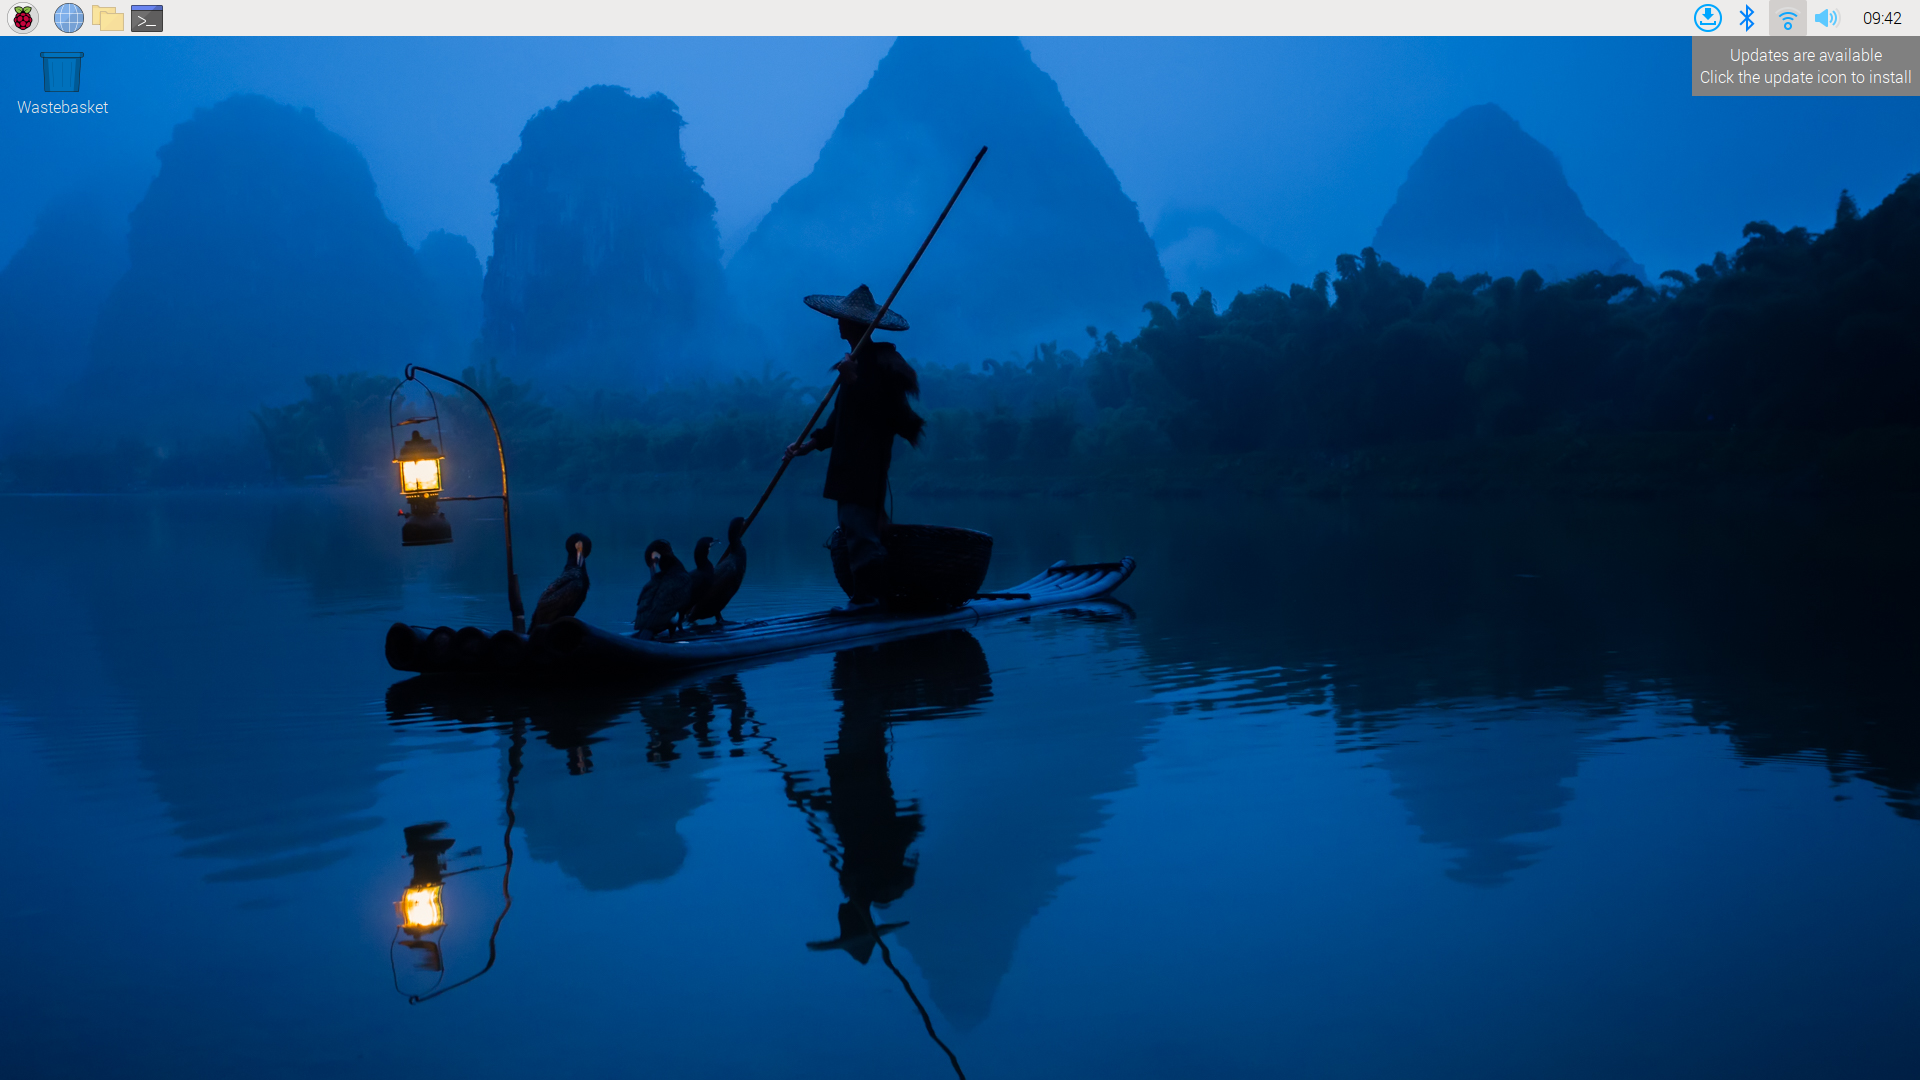 >_
09:42
Updates are available
Click the update icon to install
Wastebasket